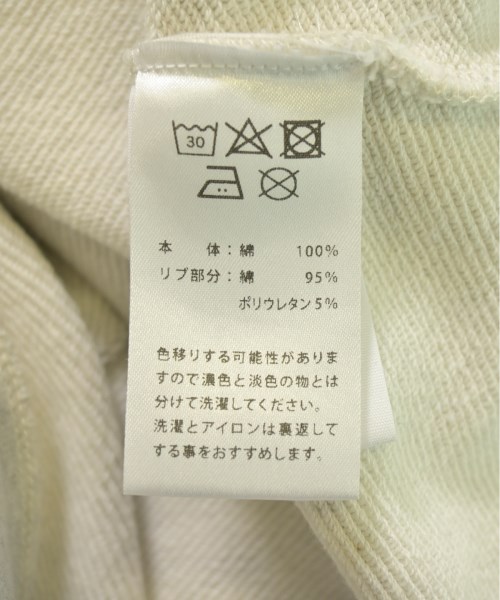 30
本　体：綿　100%
リブ部分：綿　95%
ポリウレタン5%
色移りする可能性がありま
すので濃色と淡色の物とは
分けて洗濯してください。
洗濯とアイロンは裏返して
する事をおすすめします。